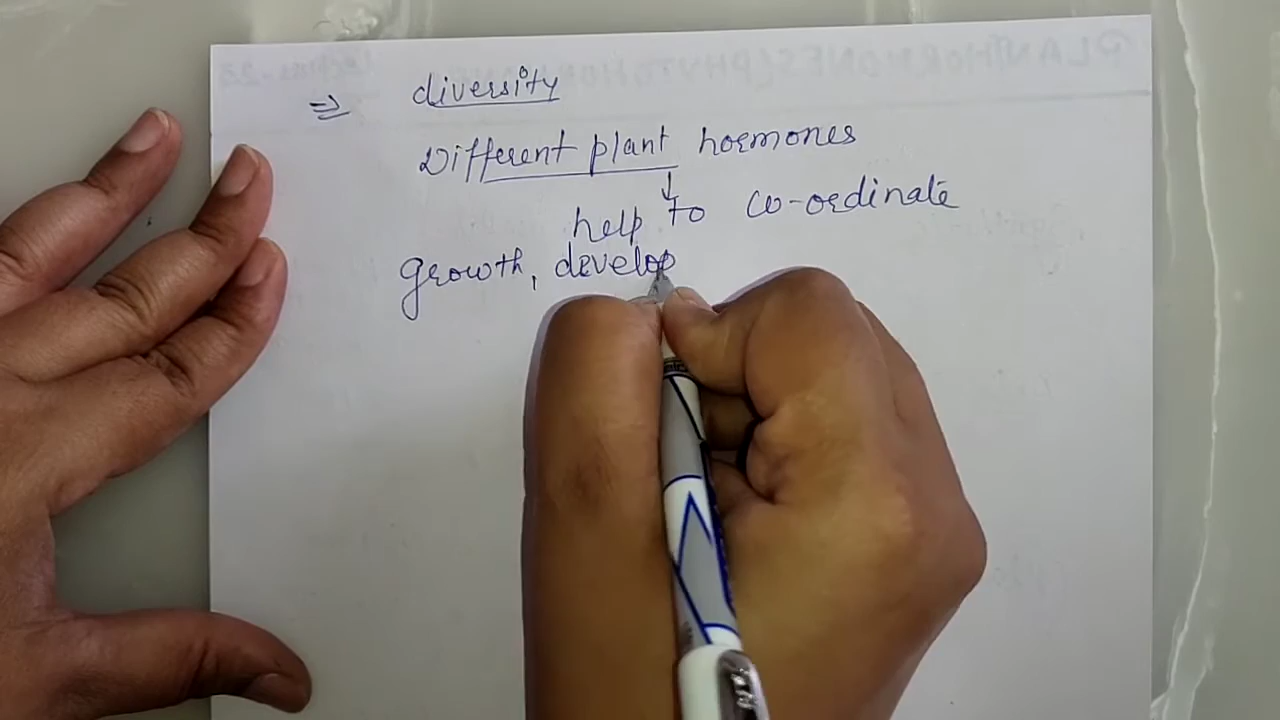 ⇒ diversity
Different plant hormones
↓
help to co-ordinate
growth, develop